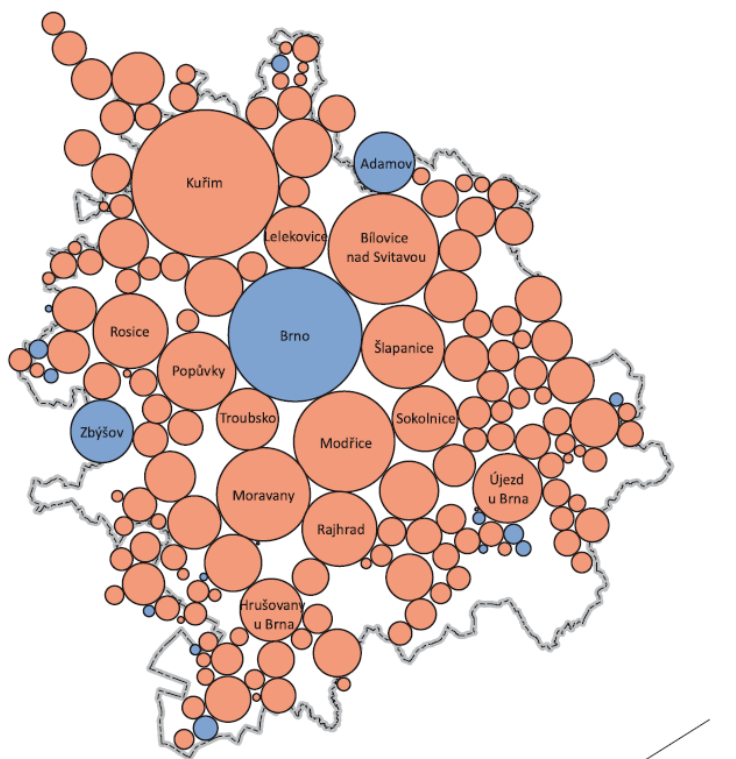 Adamov
Kuřim
Lelekovice
Bílovice
nad Svitavou
Rosice
Brno
Šlapanice
Popůvky
Troubsko
Sokolnice
Zbýšov
Modřice
Moravany
Újezd
u Brna
Rajhrad
Hrušovany
u Brna